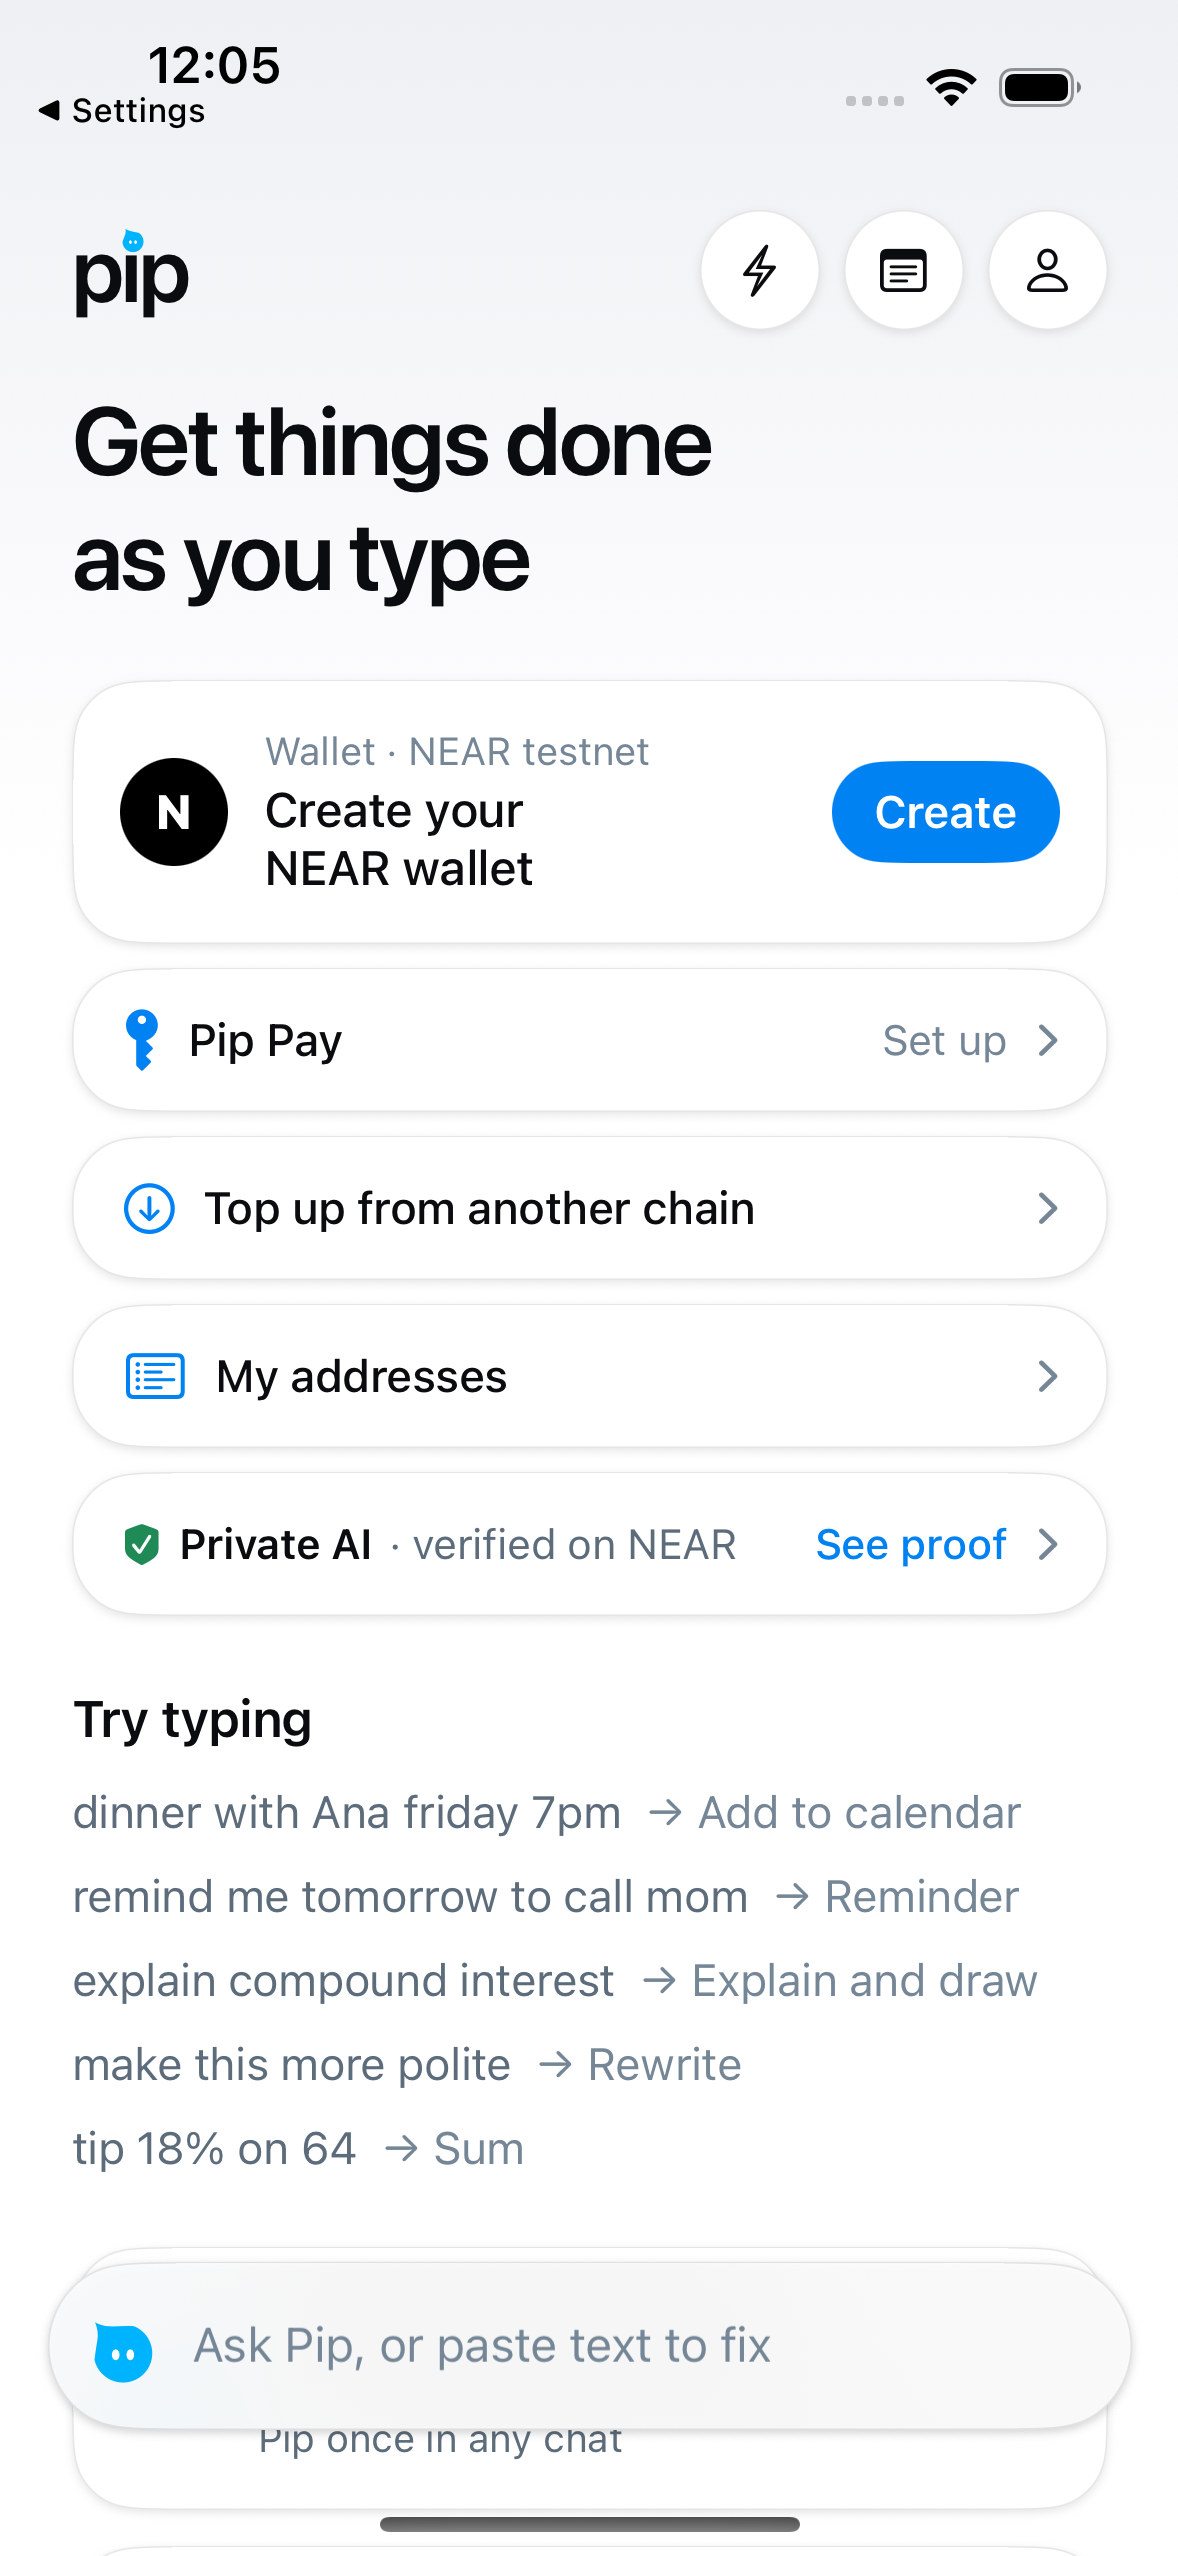 12:05
◀ Settings
pip
Get things done
as you type
Wallet · NEAR testnet
N
Create your
NEAR wallet
Create
Pip Pay
Set up
Top up from another chain
My addresses
Private AI · verified on NEAR
See proof
Try typing
dinner with Ana friday 7pm → Add to calendar
remind me tomorrow to call mom → Reminder
explain compound interest → Explain and draw
make this more polite → Rewrite
tip 18% on 64 → Sum
Ask Pip, or paste text to fix
Pip once in any chat